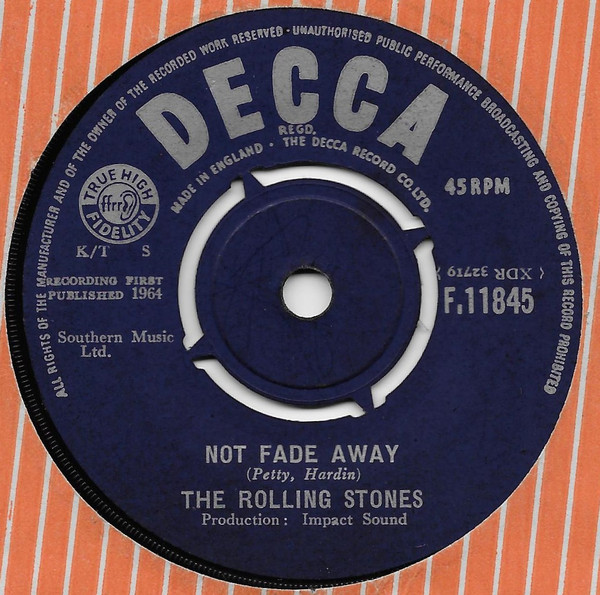 ALL RIGHTS OF THE MANUFACTURER AND OF THE OWNER OF THE RECORDED WORK RESERVED · UNAUTHORISED PUBLIC PERFORMANCE BROADCASTING AND COPYING OF THIS RECORD PROHIBITED
DECCA
REGD.
MADE IN ENGLAND · THE DECCA RECORD CO. LTD.
TRUE HIGH
ffrr
FIDELITY
45 RPM
K/T S
RECORDING FIRST
PUBLISHED 1964
⟨ XDR 32719 ⟩
F.11845
Southern Music
Ltd.
NOT FADE AWAY
(Petty, Hardin)
THE ROLLING STONES
Production: Impact Sound